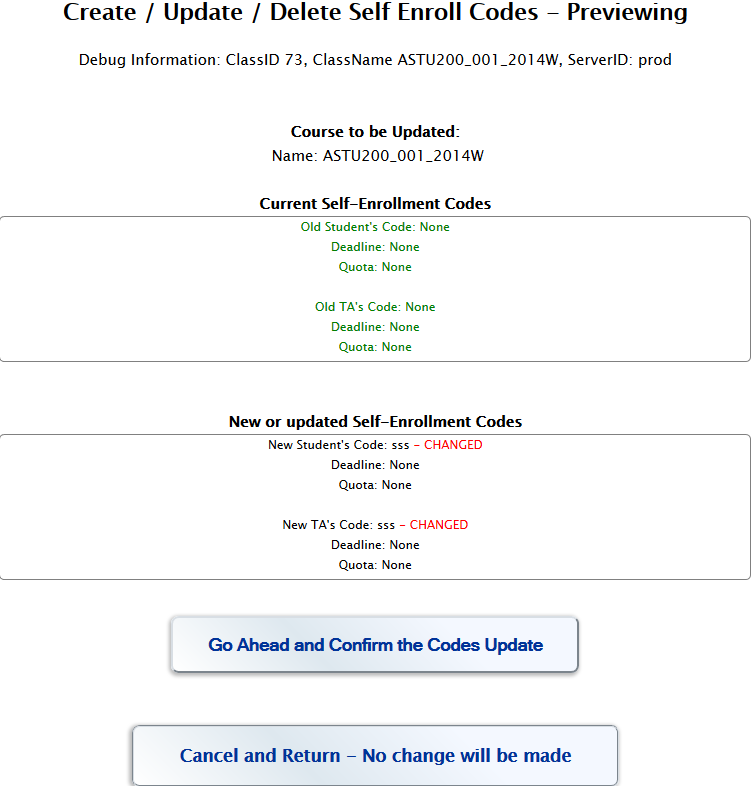 Create / Update / Delete Self Enroll Codes - Previewing
Debug Information: ClassID 73, ClassName ASTU200_001_2014W, ServerID: prod
Course to be Updated:
Name: ASTU200_001_2014W
Current Self-Enrollment Codes
Old Student's Code: None
Deadline: None
Quota: None
Old TA's Code: None
Deadline: None
Quota: None
New or updated Self-Enrollment Codes
New Student's Code: sss - CHANGED
Deadline: None
Quota: None
New TA's Code: sss - CHANGED
Deadline: None
Quota: None
Go Ahead and Confirm the Codes Update
Cancel and Return - No change will be made